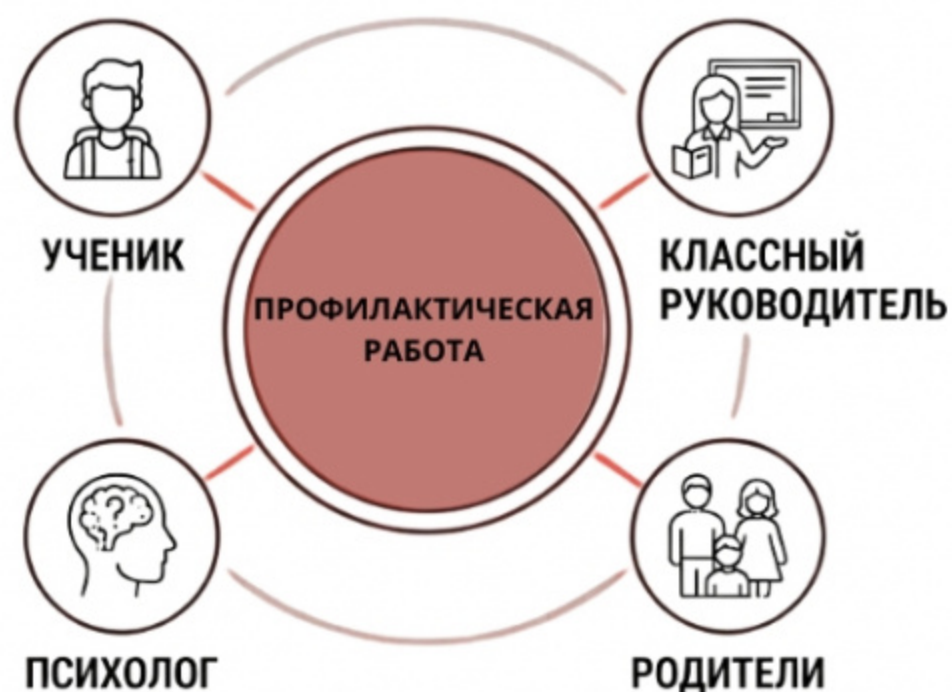 УЧЕНИК
КЛАССНЫЙ
РУКОВОДИТЕЛЬ
ПРОФИЛАКТИЧЕСКАЯ
РАБОТА
ПСИХОЛОГ
РОДИТЕЛИ